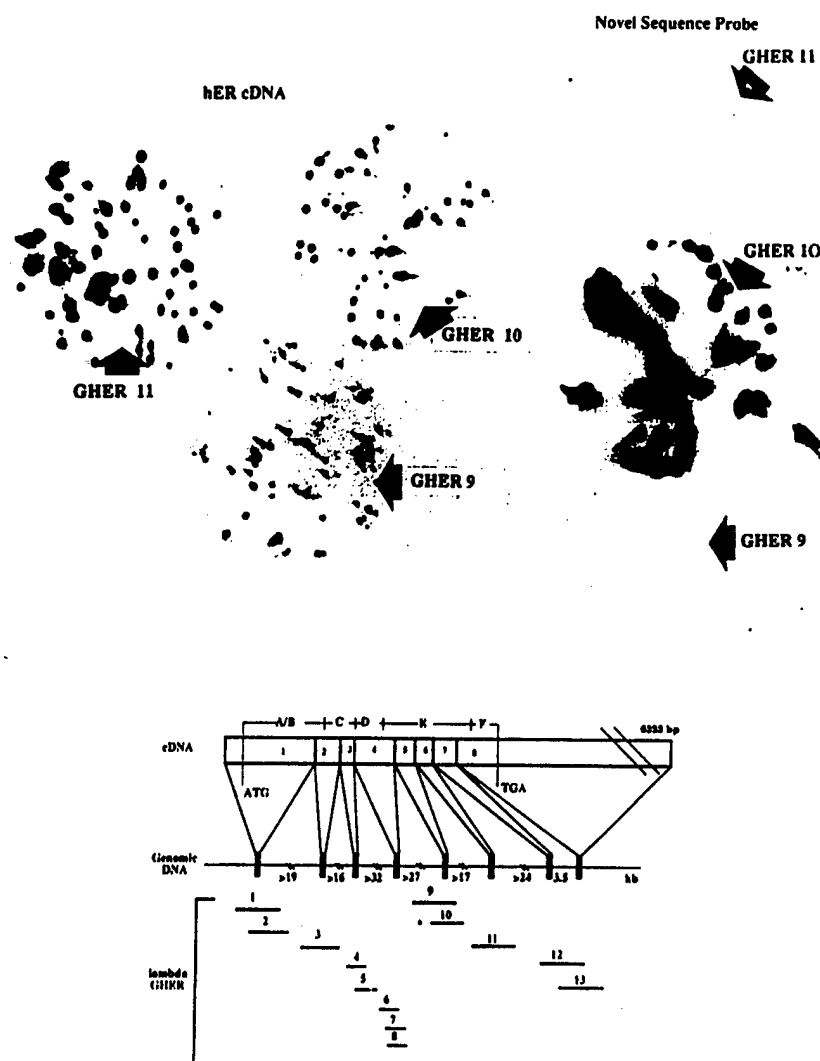 Novel Sequence Probe
GHER 11
hER cDNA
GHER 10
GHER 10
GHER 11
GHER 9
GHER 9
A/B C D E F
cDNA 1 2 3 4 5 6 7 8
ATG TGA
Genomic
DNA
>19 >16 >32 >27 >17 >24 3.5 kb
1 9
2 10
3 11
4 12
5 13
6
7
8
lambda
GHER